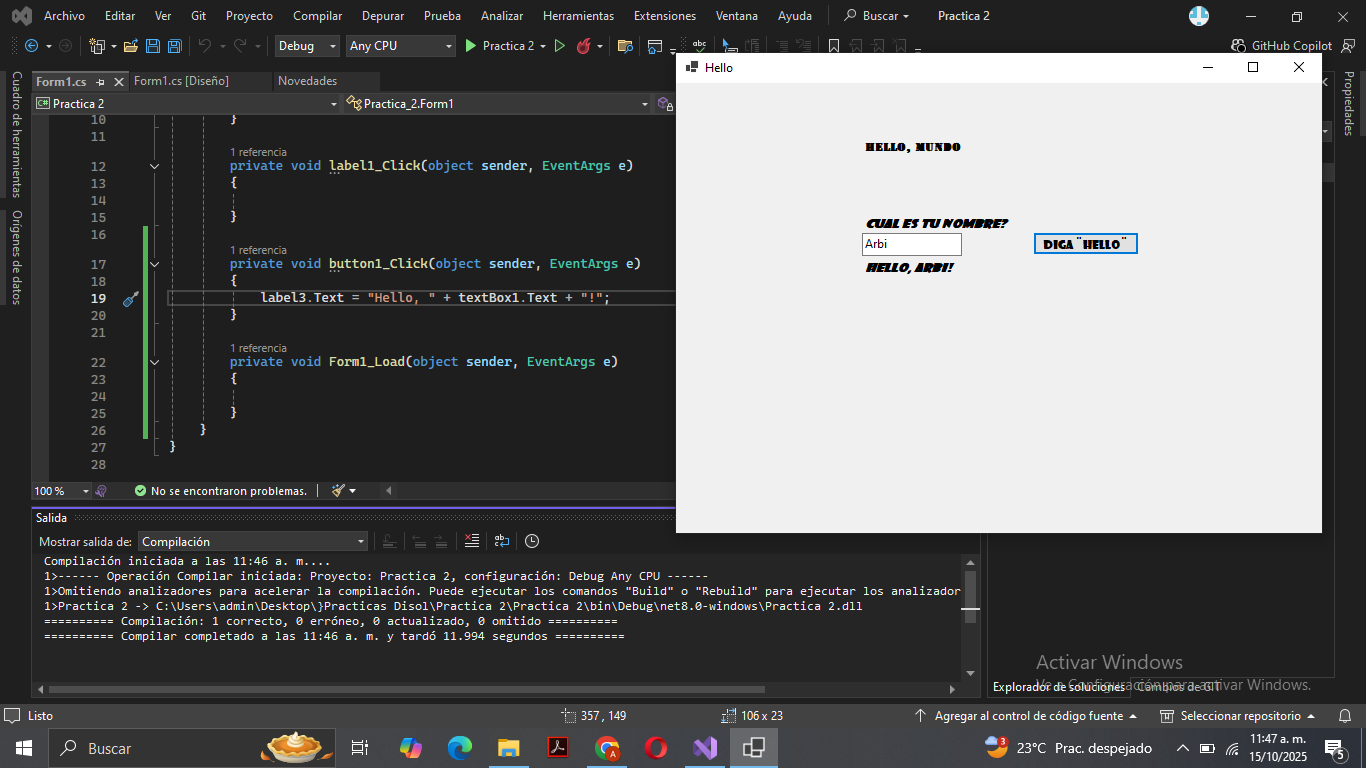 Archivo Editar Ver Git Proyecto Compilar Depurar Prueba Analizar Herramientas Extensiones Ventana Ayuda Buscar Practica 2
Debug Any CPU Practica 2 GitHub Copilot
Form1.cs Form1.cs [Diseño] Novedades
Practica 2 Practica_2.Form1
Cuadro de herramientas
Orígenes de datos
Propiedades
10 }
11
1 referencia
12 private void label1_Click(object sender, EventArgs e)
13 {
14
15 }
16
1 referencia
17 private void button1_Click(object sender, EventArgs e)
18 {
19 label3.Text = "Hello, " + textBox1.Text + "!";
20 }
21
1 referencia
22 private void Form1_Load(object sender, EventArgs e)
23 {
24
25 }
26 }
27 }
28
100 % No se encontraron problemas.
Hello
HELLO, MUNDO
CUAL ES TU NOMBRE?
Arbi
DIGA "HELLO"
HELLO, ARBI!
Salida
Mostrar salida de: Compilación
Compilación iniciada a las 11:46 a. m....
1>------ Operación Compilar iniciada: Proyecto: Practica 2, configuración: Debug Any CPU ------
1>Omitiendo analizadores para acelerar la compilación. Puede ejecutar los comandos "Build" o "Rebuild" para ejecutar los analizador
1>Practica 2 -> C:\Users\admin\Desktop\}Practicas Disol\Practica 2\Practica 2\bin\Debug\net8.0-windows\Practica 2.dll
========== Compilación: 1 correcto, 0 erróneo, 0 actualizado, 0 omitido ==========
========== Compilar completado a las 11:46 a. m. y tardó 11.994 segundos ==========
Activar Windows
Ve a Configuración para activar Windows.
Explorador de soluciones Cambios de GIT
Listo 357 , 149 106 x 23 Agregar al control de código fuente Seleccionar repositorio
Buscar 23°C Prac. despejado 11:47 a. m.
15/10/2025
5